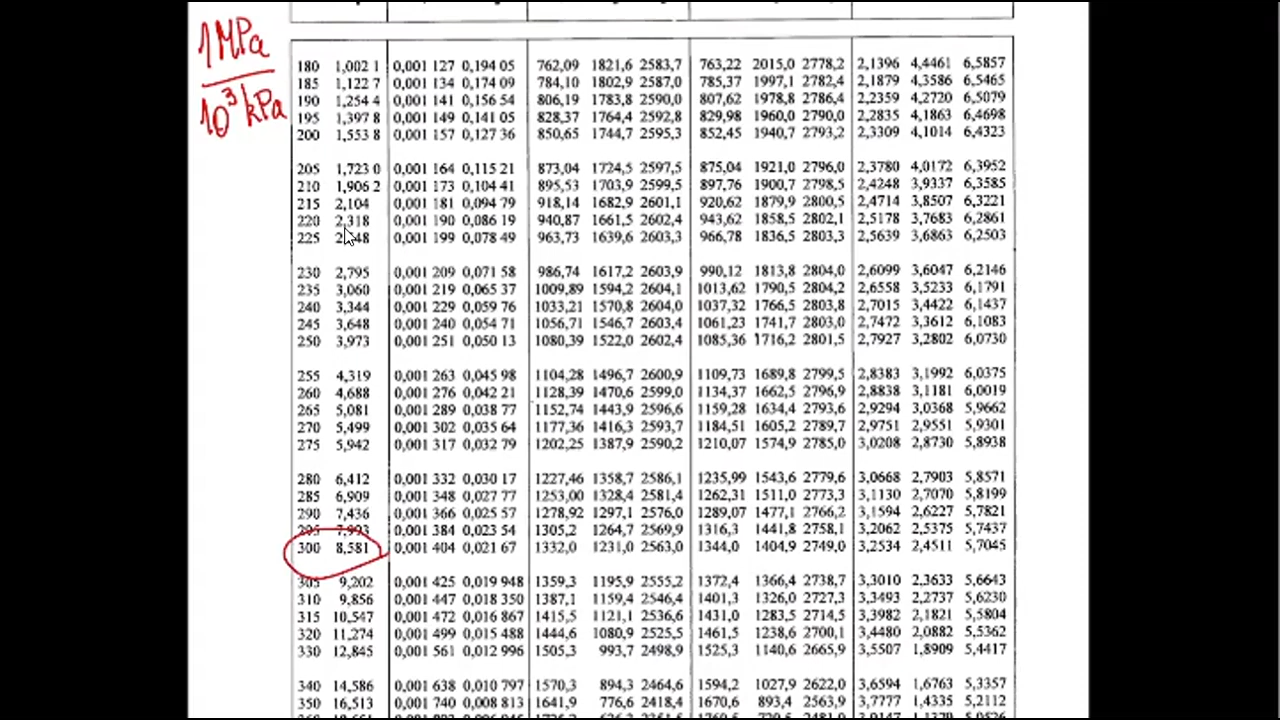 1 MPa
10³ kPa
180 1,002 1 0,001 127 0,194 05 762,09 1821,6 2583,7 763,22 2015,0 2778,2 2,1396 4,4461 6,5857
185 1,122 7 0,001 134 0,174 09 784,10 1802,9 2587,0 785,37 1997,1 2782,4 2,1879 4,3586 6,5465
190 1,254 4 0,001 141 0,156 54 806,19 1783,8 2590,0 807,62 1978,8 2786,4 2,2359 4,2720 6,5079
195 1,397 8 0,001 149 0,141 05 828,37 1764,4 2592,8 829,98 1960,0 2790,0 2,2835 4,1863 6,4698
200 1,553 8 0,001 157 0,127 36 850,65 1744,7 2595,3 852,45 1940,7 2793,2 2,3309 4,1014 6,4323
205 1,723 0 0,001 164 0,115 21 873,04 1724,5 2597,5 875,04 1921,0 2796,0 2,3780 4,0172 6,3952
210 1,906 2 0,001 173 0,104 41 895,53 1703,9 2599,5 897,76 1900,7 2798,5 2,4248 3,9337 6,3585
215 2,104 0,001 181 0,094 79 918,14 1682,9 2601,1 920,62 1879,9 2800,5 2,4714 3,8507 6,3221
220 2,318 0,001 190 0,086 19 940,87 1661,5 2602,4 943,62 1858,5 2802,1 2,5178 3,7683 6,2861
225 0,001 199 0,078 49 963,73 1639,6 2603,3 966,78 1836,5 2803,3 2,5639 3,6863 6,2503
230 2,795 0,001 209 0,071 58 986,74 1617,2 2603,9 990,12 1813,8 2804,0 2,6099 3,6047 6,2146
235 3,060 0,001 219 0,065 37 1009,89 1594,2 2604,1 1013,62 1790,5 2804,2 2,6558 3,5233 6,1791
240 3,344 0,001 229 0,059 76 1033,21 1570,8 2604,0 1037,32 1766,5 2803,8 2,7015 3,4422 6,1437
245 3,648 0,001 240 0,054 71 1056,71 1546,7 2603,4 1061,23 1741,7 2803,0 2,7472 3,3612 6,1083
250 3,973 0,001 251 0,050 13 1080,39 1522,0 2602,4 1085,36 1716,2 2801,5 2,7927 3,2802 6,0730
255 4,319 0,001 263 0,045 98 1104,28 1496,7 2600,9 1109,73 1689,8 2799,5 2,8383 3,1992 6,0375
260 4,688 0,001 276 0,042 21 1128,39 1470,6 2599,0 1134,37 1662,5 2796,9 2,8838 3,1181 6,0019
265 5,081 0,001 289 0,038 77 1152,74 1443,9 2596,6 1159,28 1634,4 2793,6 2,9294 3,0368 5,9662
270 5,499 0,001 302 0,035 64 1177,36 1416,3 2593,7 1184,51 1605,2 2789,7 2,9751 2,9551 5,9301
275 5,942 0,001 317 0,032 79 1202,25 1387,9 2590,2 1210,07 1574,9 2785,0 3,0208 2,8730 5,8938
280 6,412 0,001 332 0,030 17 1227,46 1358,7 2586,1 1235,99 1543,6 2779,6 3,0668 2,7903 5,8571
285 6,909 0,001 348 0,027 77 1253,00 1328,4 2581,4 1262,31 1511,0 2773,3 3,1130 2,7070 5,8199
290 7,436 0,001 366 0,025 57 1278,92 1297,1 2576,0 1289,07 1477,1 2766,2 3,1594 2,6227 5,7821
295 7,993 0,001 384 0,023 54 1305,2 1264,7 2569,9 1316,3 1441,8 2758,1 3,2062 2,5375 5,7437
300 8,581 0,001 404 0,021 67 1332,0 1231,0 2563,0 1344,0 1404,9 2749,0 3,2534 2,4511 5,7045
305 9,202 0,001 425 0,019 948 1359,3 1195,9 2555,2 1372,4 1366,4 2738,7 3,3010 2,3633 5,6643
310 9,856 0,001 447 0,018 350 1387,1 1159,4 2546,4 1401,3 1326,0 2727,3 3,3493 2,2737 5,6230
315 10,547 0,001 472 0,016 867 1415,5 1121,1 2536,6 1431,0 1283,5 2714,5 3,3982 2,1821 5,5804
320 11,274 0,001 499 0,015 488 1444,6 1080,9 2525,5 1461,5 1238,6 2700,1 3,4480 2,0882 5,5362
330 12,845 0,001 561 0,012 996 1505,3 993,7 2498,9 1525,3 1140,6 2665,9 3,5507 1,8909 5,4417
340 14,586 0,001 638 0,010 797 1570,3 894,3 2464,6 1594,2 1027,9 2622,0 3,6594 1,6763 5,3357
350 16,513 0,001 740 0,008 813 1641,9 776,6 2418,4 1670,6 893,4 2563,9 3,7777 1,4335 5,2112